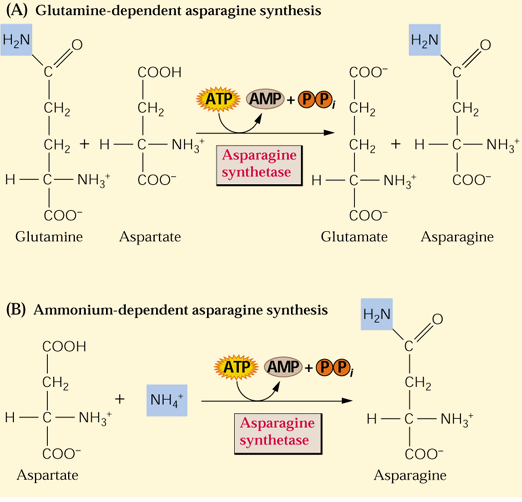 (A) Glutamine-dependent asparagine synthesis
H₂N O
C
CH₂
CH₂
H — C — NH₃⁺
COO⁻
Glutamine
+
COOH
CH₂
H — C — NH₃⁺
COO⁻
Aspartate
ATP AMP + P Pᵢ
Asparagine
synthetase
COO⁻
CH₂
CH₂
H — C — NH₃⁺
COO⁻
Glutamate
+
H₂N O
C
CH₂
H — C — NH₃⁺
COO⁻
Asparagine
(B) Ammonium-dependent asparagine synthesis
COOH
CH₂
H — C — NH₃⁺
COO⁻
Aspartate
+
NH₄⁺
ATP AMP + P Pᵢ
Asparagine
synthetase
H₂N O
C
CH₂
H — C — NH₃⁺
COO⁻
Asparagine